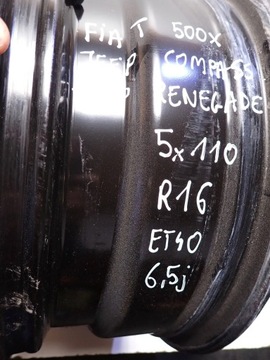 FIAT 500X
JEEP COMPASS
RENEGADE
5x110
R16
ET40
6,5j